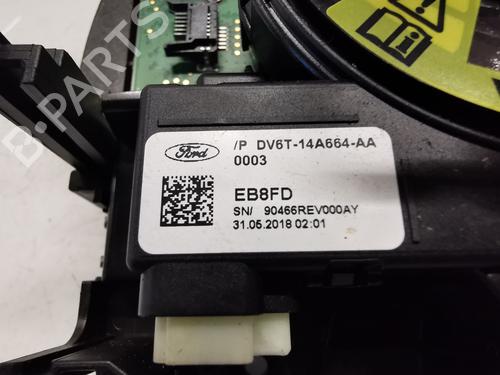 B-PARTS
Ford
/P DV6T-14A664-AA
0003
EB8FD
SN/ 90466REV000AY
31.05.2018 02:01